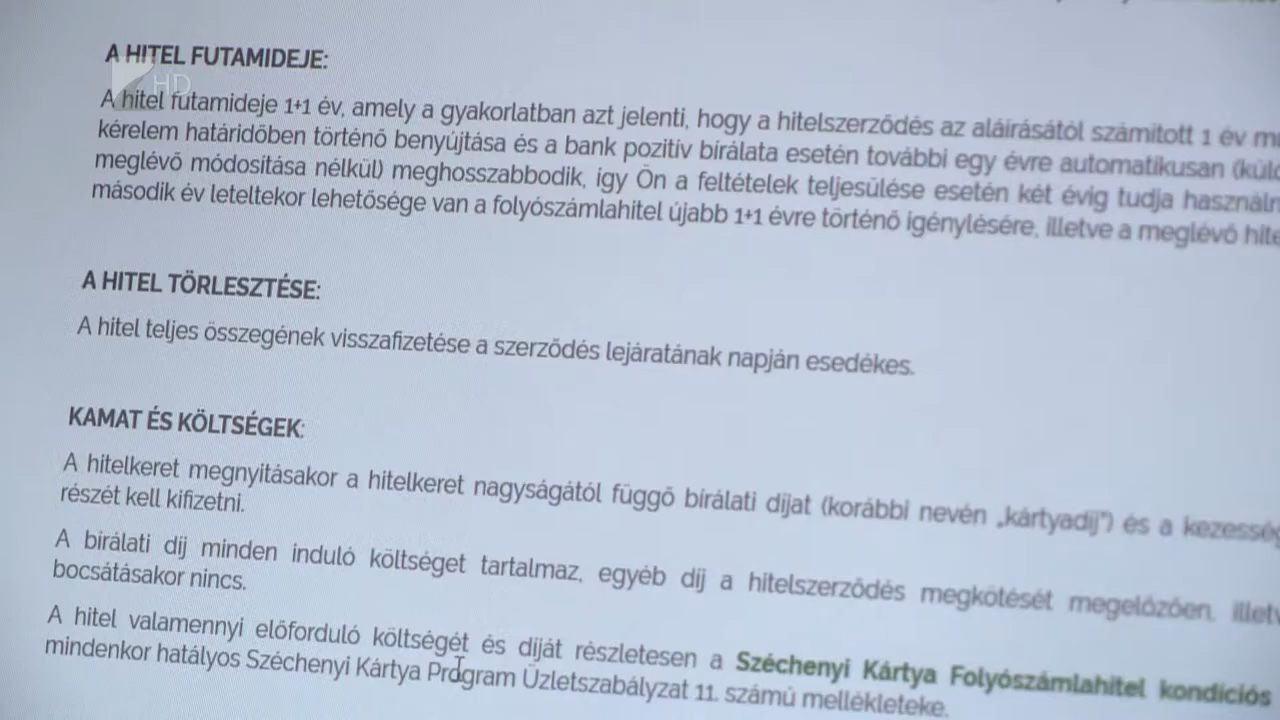 A HITEL FUTAMIDEJE:
HD
A hitel futamideje 1+1 év, amely a gyakorlatban azt jelenti, hogy a hitelszerződés az aláírásától számított 1 év
kérelem határidőben történő benyújtása és a bank pozitív bírálata esetén további egy évre automatikusan
meglévő módosítása nélkül) meghosszabbodik, így Ön a feltételek teljesülése esetén két évig tudja
második év leteltekor lehetősége van a folyószámlahitel újabb 1+1 évre történő igénylésére, illetve a meglévő
A HITEL TÖRLESZTÉSE:
A hitel teljes összegének visszafizetése a szerződés lejáratának napján esedékes.
KAMAT ÉS KÖLTSÉGEK:
A hitelkeret megnyitásakor a hitelkeret nagyságától függő bírálati díjat (korábbi nevén „kártyadíj”) és a
részét kell kifizetni.
A bírálati díj minden induló költséget tartalmaz, egyéb díj a hitelszerződés megkötését megelőzően,
bocsátásakor nincs.
A hitel valamennyi előforduló költségét és díját részletesen a Széchenyi Kártya Folyószámlahitel kondíciós
mindenkor hatályos Széchenyi Kártya Program Üzletszabályzat 11. számú mellékleteke.